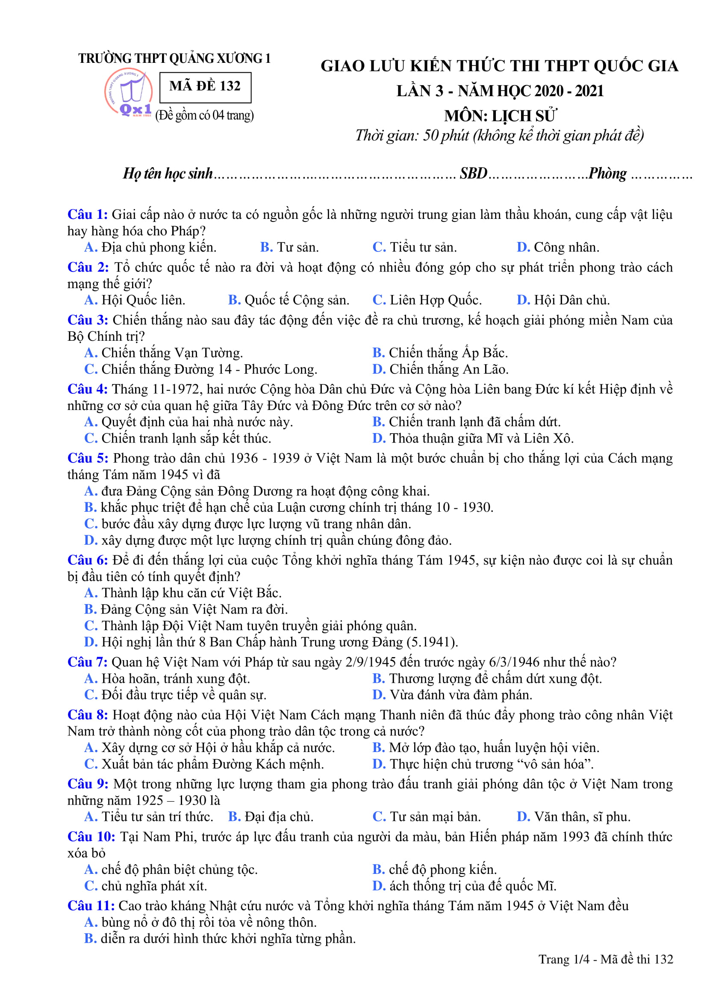 TRƯỜNG THPT QUẢNG XƯƠNG 1
TRƯỜNG THPT QUẢNG XƯƠNG 1
Qx1
NĂM 1961
MÃ ĐỀ 132
(Đề gồm có 04 trang)
GIAO LƯU KIẾN THỨC THI THPT QUỐC GIA
LẦN 3 - NĂM HỌC 2020 - 2021
MÔN: LỊCH SỬ
Thời gian: 50 phút (không kể thời gian phát đề)
Họ tên học sinh………………………………………………… SBD……………………Phòng ……………
Câu 1: Giai cấp nào ở nước ta có nguồn gốc là những người trung gian làm thầu khoán, cung cấp vật liệu
hay hàng hóa cho Pháp?
A. Địa chủ phong kiến. B. Tư sản. C. Tiểu tư sản. D. Công nhân.
Câu 2: Tổ chức quốc tế nào ra đời và hoạt động có nhiều đóng góp cho sự phát triển phong trào cách
mạng thế giới?
A. Hội Quốc liên. B. Quốc tế Cộng sản. C. Liên Hợp Quốc. D. Hội Dân chủ.
Câu 3: Chiến thắng nào sau đây tác động đến việc đề ra chủ trương, kế hoạch giải phóng miền Nam của
Bộ Chính trị?
A. Chiến thắng Vạn Tường. B. Chiến thắng Ấp Bắc.
C. Chiến thắng Đường 14 - Phước Long. D. Chiến thắng An Lão.
Câu 4: Tháng 11-1972, hai nước Cộng hòa Dân chủ Đức và Cộng hòa Liên bang Đức kí kết Hiệp định về
những cơ sở của quan hệ giữa Tây Đức và Đông Đức trên cơ sở nào?
A. Quyết định của hai nhà nước này. B. Chiến tranh lạnh đã chấm dứt.
C. Chiến tranh lạnh sắp kết thúc. D. Thỏa thuận giữa Mĩ và Liên Xô.
Câu 5: Phong trào dân chủ 1936 - 1939 ở Việt Nam là một bước chuẩn bị cho thắng lợi của Cách mạng
tháng Tám năm 1945 vì đã
A. đưa Đảng Cộng sản Đông Dương ra hoạt động công khai.
B. khắc phục triệt để hạn chế của Luận cương chính trị tháng 10 - 1930.
C. bước đầu xây dựng được lực lượng vũ trang nhân dân.
D. xây dựng được một lực lượng chính trị quần chúng đông đảo.
Câu 6: Để đi đến thắng lợi của cuộc Tổng khởi nghĩa tháng Tám 1945, sự kiện nào được coi là sự chuẩn
bị đầu tiên có tính quyết định?
A. Thành lập khu căn cứ Việt Bắc.
B. Đảng Cộng sản Việt Nam ra đời.
C. Thành lập Đội Việt Nam tuyên truyền giải phóng quân.
D. Hội nghị lần thứ 8 Ban Chấp hành Trung ương Đảng (5.1941).
Câu 7: Quan hệ Việt Nam với Pháp từ sau ngày 2/9/1945 đến trước ngày 6/3/1946 như thế nào?
A. Hòa hoãn, tránh xung đột. B. Thương lượng để chấm dứt xung đột.
C. Đối đầu trực tiếp về quân sự. D. Vừa đánh vừa đàm phán.
Câu 8: Hoạt động nào của Hội Việt Nam Cách mạng Thanh niên đã thúc đẩy phong trào công nhân Việt
Nam trở thành nòng cốt của phong trào dân tộc trong cả nước?
A. Xây dựng cơ sở Hội ở hầu khắp cả nước. B. Mở lớp đào tạo, huấn luyện hội viên.
C. Xuất bản tác phẩm Đường Kách mệnh. D. Thực hiện chủ trương “vô sản hóa”.
Câu 9: Một trong những lực lượng tham gia phong trào đấu tranh giải phóng dân tộc ở Việt Nam trong
những năm 1925 – 1930 là
A. Tiểu tư sản trí thức. B. Đại địa chủ. C. Tư sản mại bản. D. Văn thân, sĩ phu.
Câu 10: Tại Nam Phi, trước áp lực đấu tranh của người da màu, bản Hiến pháp năm 1993 đã chính thức
xóa bỏ
A. chế độ phân biệt chủng tộc. B. chế độ phong kiến.
C. chủ nghĩa phát xít. D. ách thống trị của đế quốc Mĩ.
Câu 11: Cao trào kháng Nhật cứu nước và Tổng khởi nghĩa tháng Tám năm 1945 ở Việt Nam đều
A. bùng nổ ở đô thị rồi tỏa về nông thôn.
B. diễn ra dưới hình thức khởi nghĩa từng phần.
Trang 1/4 - Mã đề thi 132